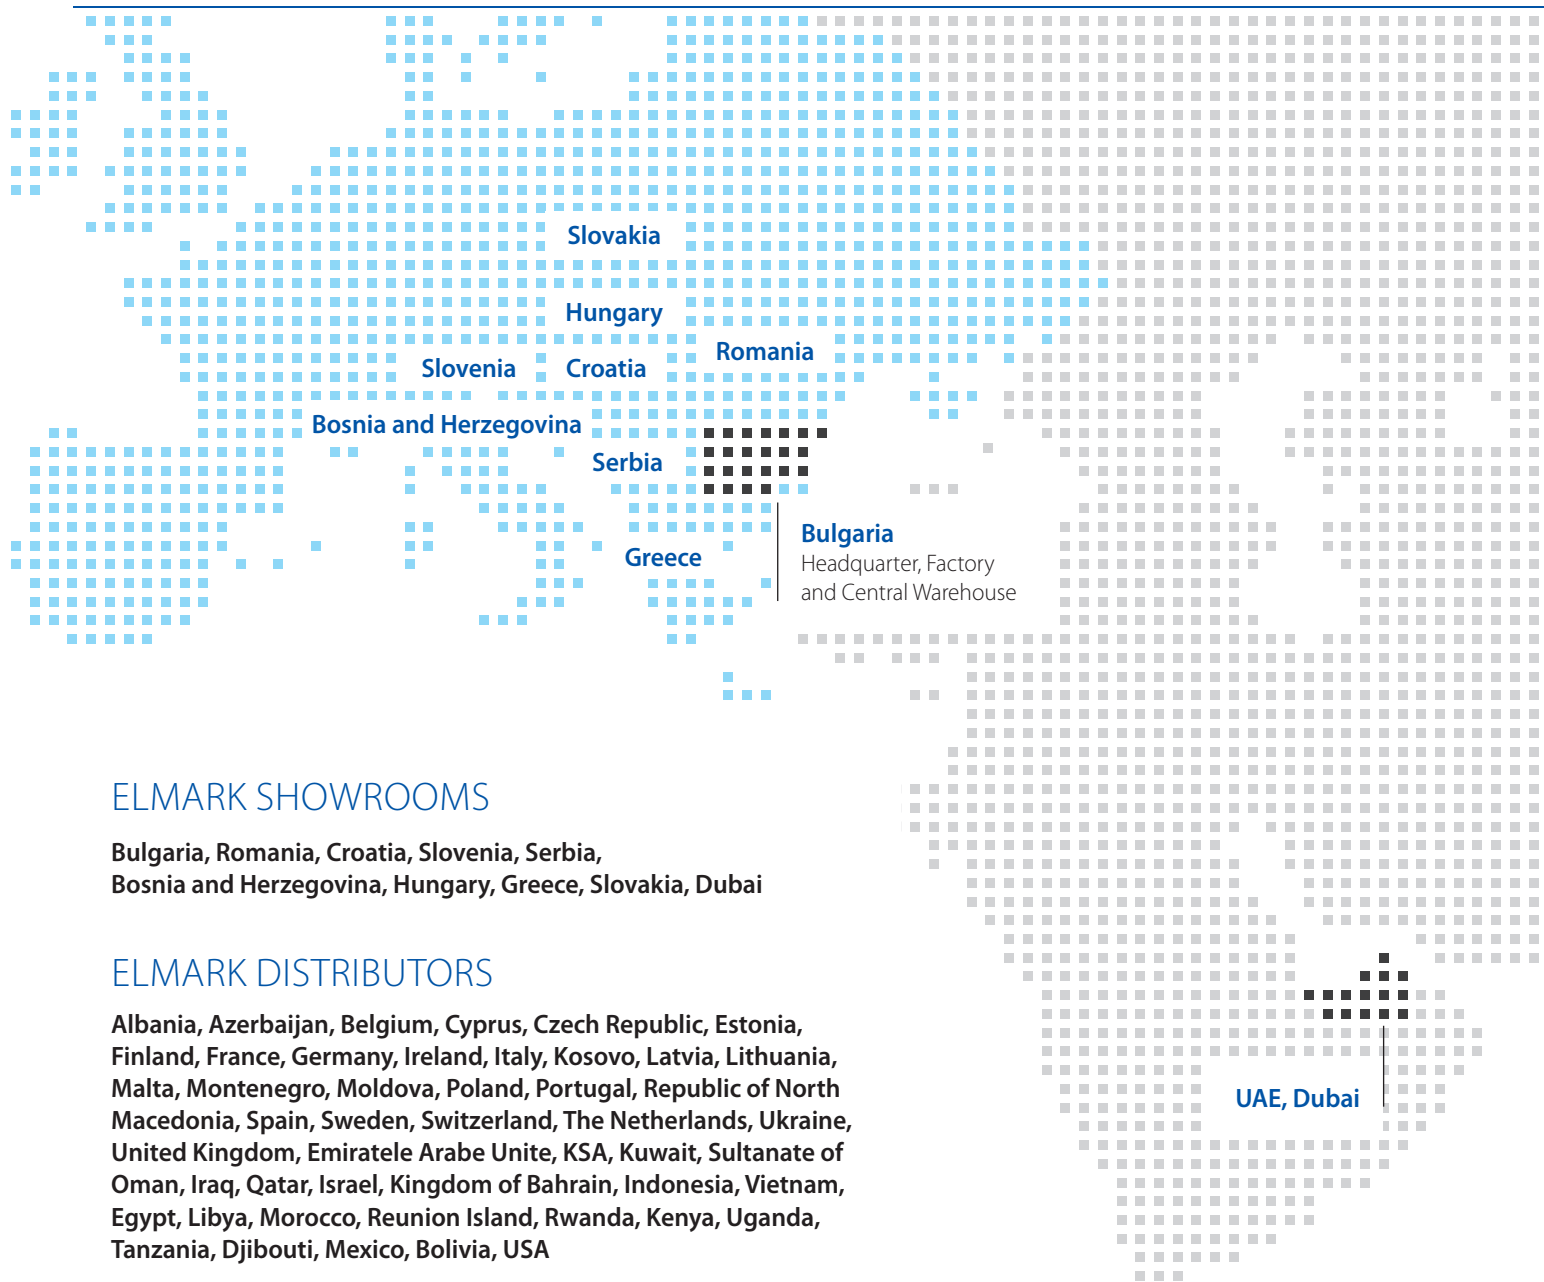 Slovakia
Hungary
Romania
Slovenia
Croatia
Bosnia and Herzegovina
Serbia
Bulgaria
Headquarter, Factory
and Central Warehouse
Greece
ELMARK SHOWROOMS
Bulgaria, Romania, Croatia, Slovenia, Serbia,
Bosnia and Herzegovina, Hungary, Greece, Slovakia, Dubai
ELMARK DISTRIBUTORS
Albania, Azerbaijan, Belgium, Cyprus, Czech Republic, Estonia,
Finland, France, Germany, Ireland, Italy, Kosovo, Latvia, Lithuania,
Malta, Montenegro, Moldova, Poland, Portugal, Republic of North
Macedonia, Spain, Sweden, Switzerland, The Netherlands, Ukraine,
United Kingdom, Emiratele Arabe Unite, KSA, Kuwait, Sultanate of
Oman, Iraq, Qatar, Israel, Kingdom of Bahrain, Indonesia, Vietnam,
Egypt, Libya, Morocco, Reunion Island, Rwanda, Kenya, Uganda,
Tanzania, Djibouti, Mexico, Bolivia, USA
UAE, Dubai